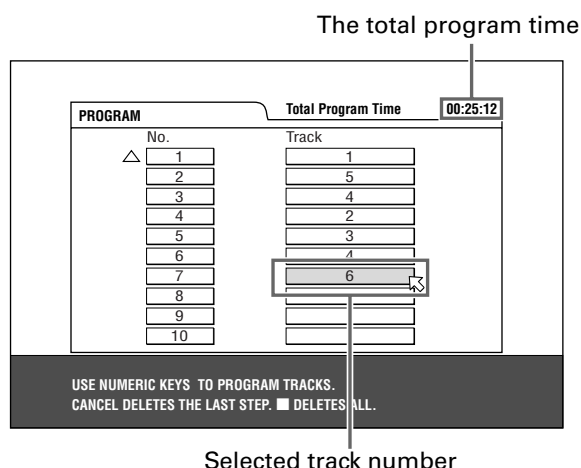 The total program time
PROGRAM Total Program Time 00:25:12
No. Track
1 1
2 5
3 4
4 2
5 3
6 4
7 6
8
9
10
USE NUMERIC KEYS TO PROGRAM TRACKS.
CANCEL DELETES THE LAST STEP. ■ DELETES ALL.
Selected track number